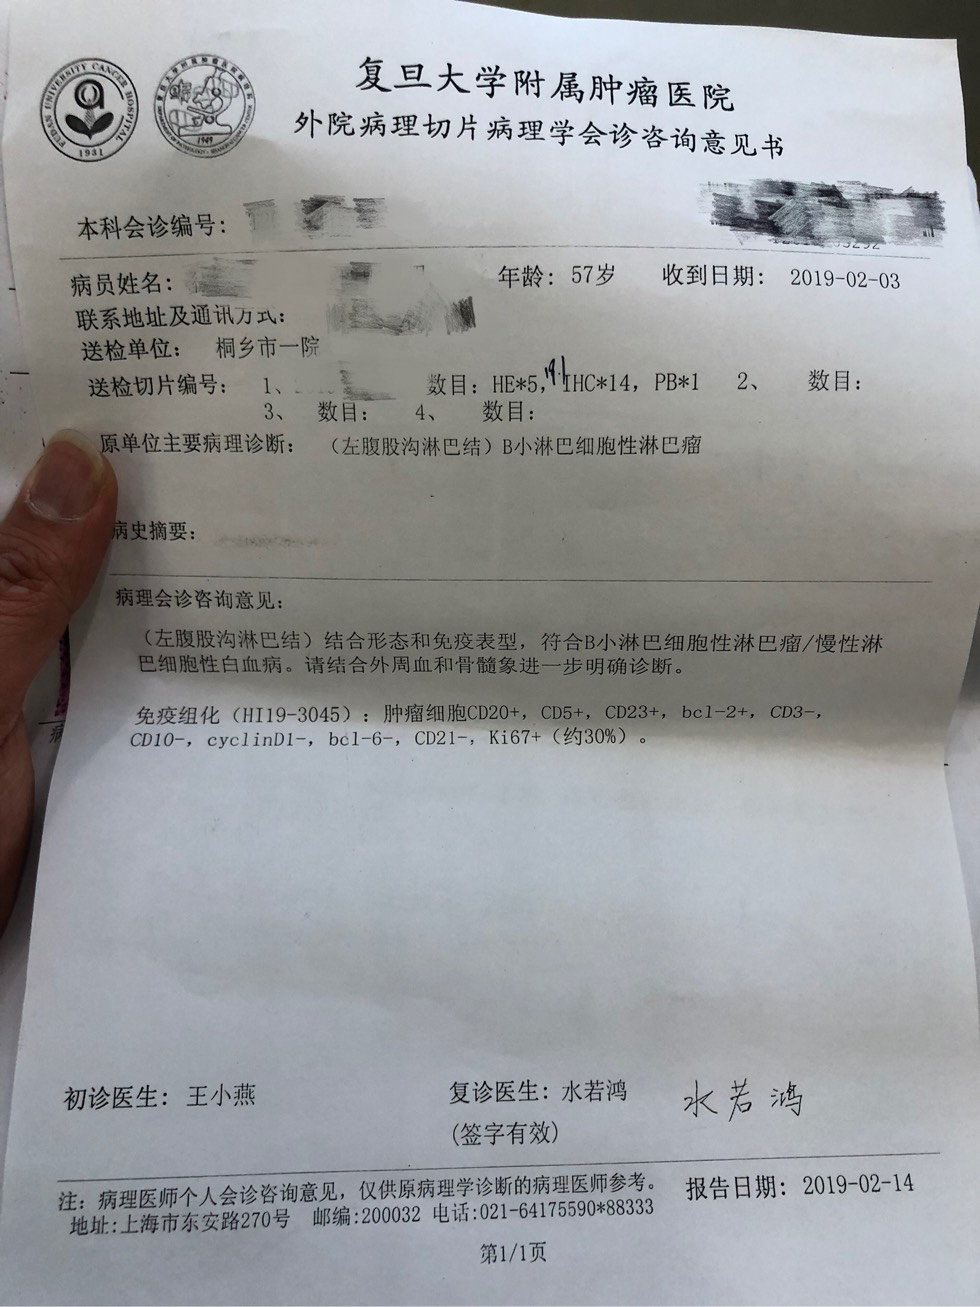 FUDAN UNIVERSITY CANCER HOSPITAL
1931
1949
复旦大学附属肿瘤医院
外院病理切片病理学会诊咨询意见书
本科会诊编号:
病员姓名: 年龄: 57岁 收到日期: 2019-02-03
联系地址及通讯方式:
送检单位: 桐乡市一院
送检切片编号: 1、 数目: HE*5, IHC*14, PB*1 2、 数目:
3、 数目: 4、 数目:
原单位主要病理诊断: (左腹股沟淋巴结)B小淋巴细胞性淋巴瘤
病史摘要:
病理会诊咨询意见:
(左腹股沟淋巴结)结合形态和免疫表型, 符合B小淋巴细胞性淋巴瘤/慢性淋
巴细胞性白血病。请结合外周血和骨髓象进一步明确诊断。
免疫组化(HI19-3045): 肿瘤细胞CD20+, CD5+, CD23+, bcl-2+, CD3-,
CD10-, cyclinD1-, bcl-6-, CD21-, Ki67+(约30%)。
初诊医生: 王小燕 复诊医生: 水若鸿 水若鸿
(签字有效)
注: 病理医师个人会诊咨询意见, 仅供原病理学诊断的病理医师参考。 报告日期: 2019-02-14
地址:上海市东安路270号 邮编:200032 电话:021-64175590*88333
第1/1页